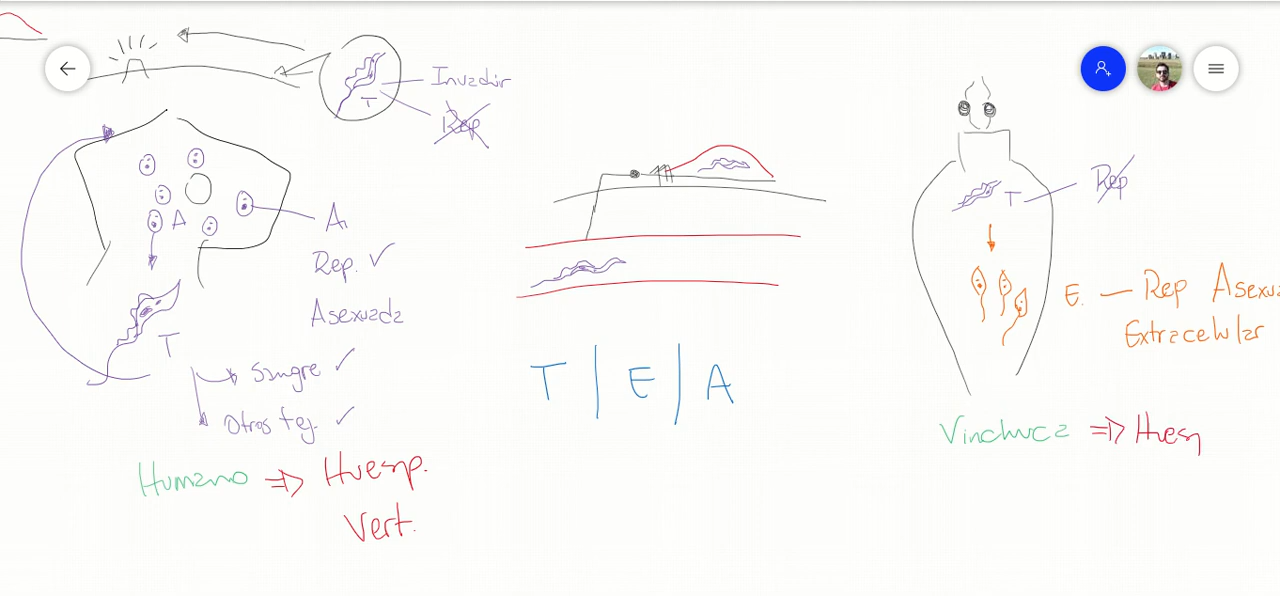 T
Invadir
Rep
A
A
Rep. ✓
Asexuada
T
Sangre ✓
Otros tej. ✓
Humano => Huesp.
Vert.
T | E | A
T
Rep
E. — Rep Asexua
Extracelular
Vinchuca => Huesp